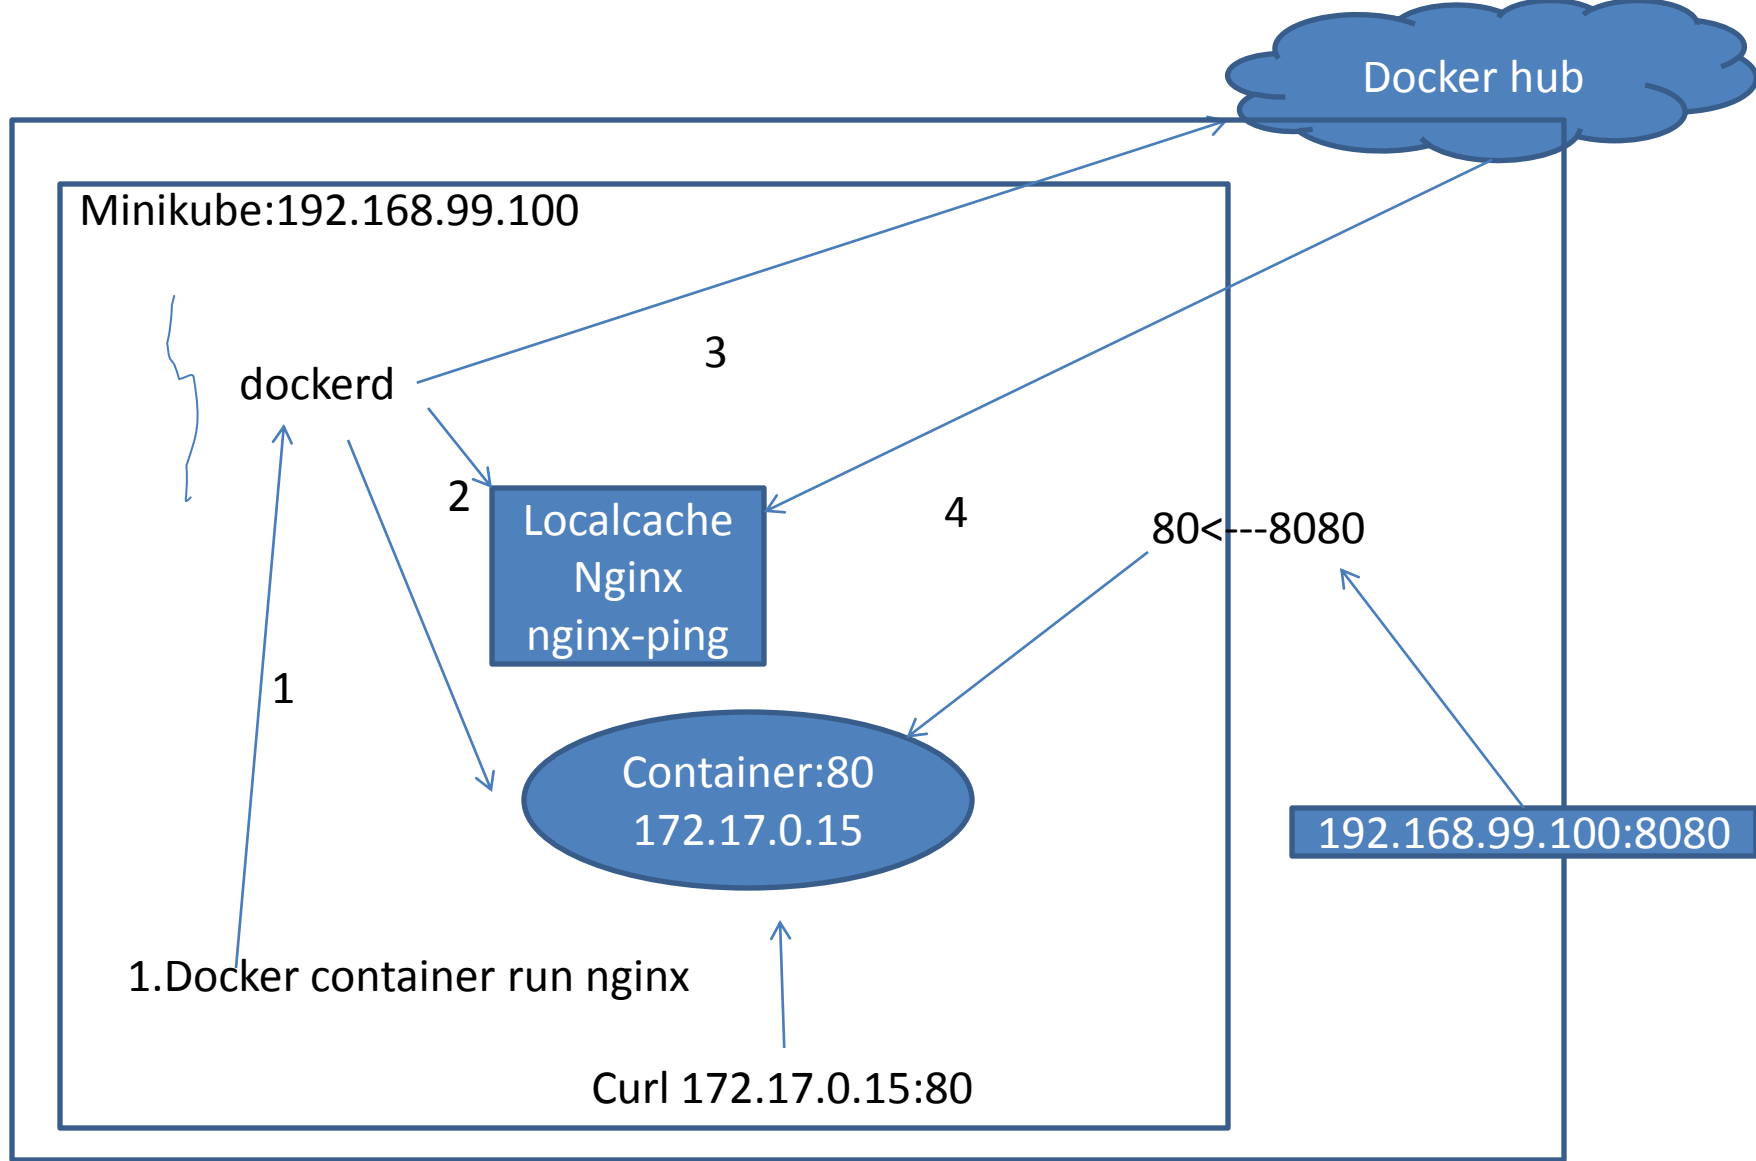 Docker hub
Minikube:192.168.99.100
3
dockerd
2
Localcache
Nginx
nginx-ping
4
80<---8080
1
Container:80
172.17.0.15
192.168.99.100:8080
1.Docker container run nginx
Curl 172.17.0.15:80